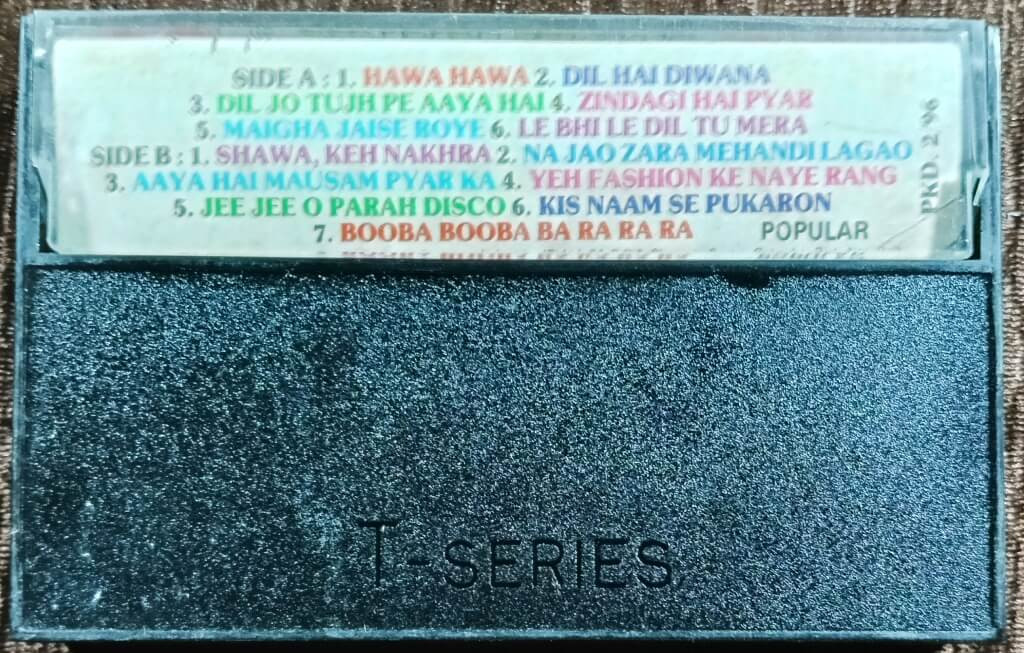 SIDE A : 1. HAWA HAWA 2. DIL HAI DIWANA
3. DIL JO TUJH PE AAYA HAI 4. ZINDAGI HAI PYAR
5. MAIGHA JAISE ROYE 6. LE BHI LE DIL TU MERA
SIDE B : 1. SHAWA, KEH NAKHRA 2. NA JAO ZARA MEHANDI LAGAO
3. AAYA HAI MAUSAM PYAR KA 4. YEH FASHION KE NAYE RANG
5. JEE JEE O PARAH DISCO 6. KIS NAAM SE PUKARON
7. BOOBA BOOBA BA RA RA RA POPULAR
PKD. 2 96
T-SERIES